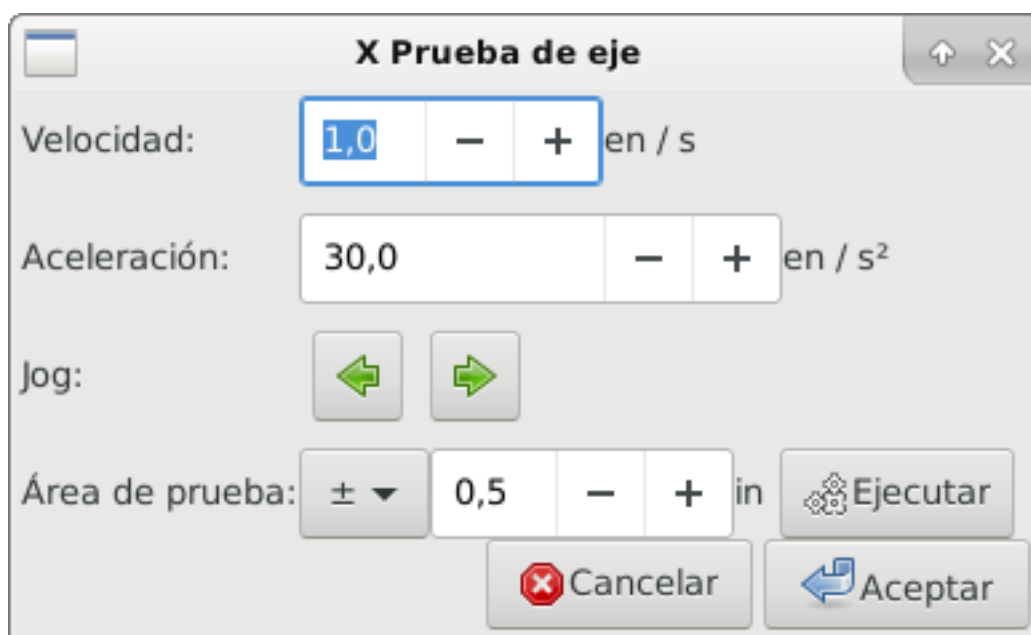 X Prueba de eje
Velocidad: 1,0 − + en / s
Aceleración: 30,0 − + en / s²
Jog:
Área de prueba: ± 0,5 − + in Ejecutar
Cancelar Aceptar